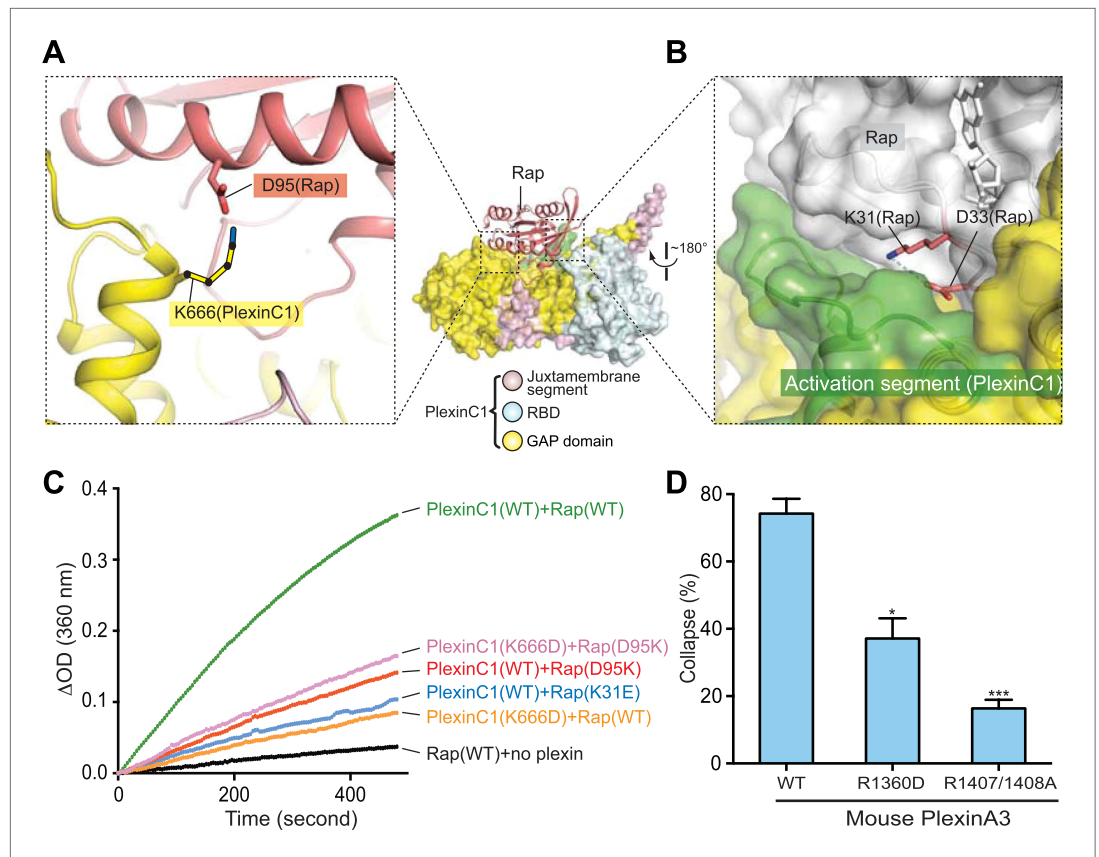 A
B
D95(Rap)
K666(PlexinC1)
Rap
~180°
Rap
K31(Rap)
D33(Rap)
Activation segment (PlexinC1)
PlexinC1
Juxtamembrane
segment
RBD
GAP domain
C
ΔOD (360 nm)
0.4
0.3
0.2
0.1
0.0
0
200
400
Time (second)
PlexinC1(WT)+Rap(WT)
PlexinC1(K666D)+Rap(D95K)
PlexinC1(WT)+Rap(D95K)
PlexinC1(WT)+Rap(K31E)
PlexinC1(K666D)+Rap(WT)
Rap(WT)+no plexin
D
Collapse (%)
80
60
40
20
0
*
***
WT
R1360D
R1407/1408A
Mouse PlexinA3